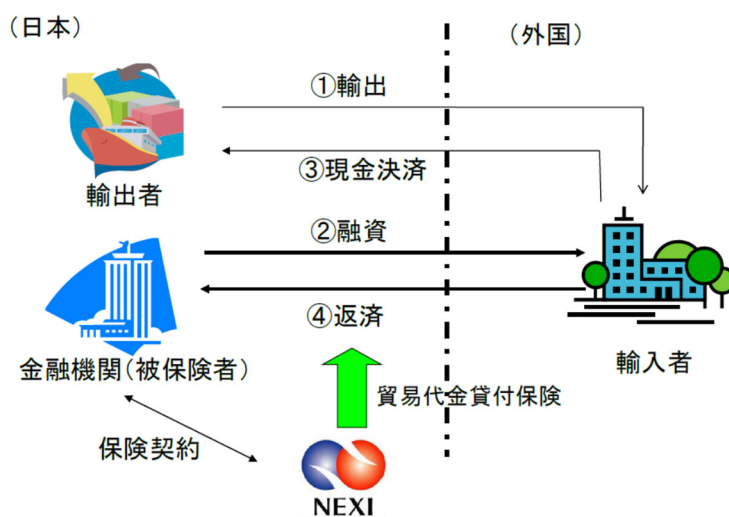 （日本）
（外国）
①輸出
③現金決済
輸出者
②融資
④返済
金融機関（被保険者）
輸入者
貿易代金貸付保険
保険契約
NEXI